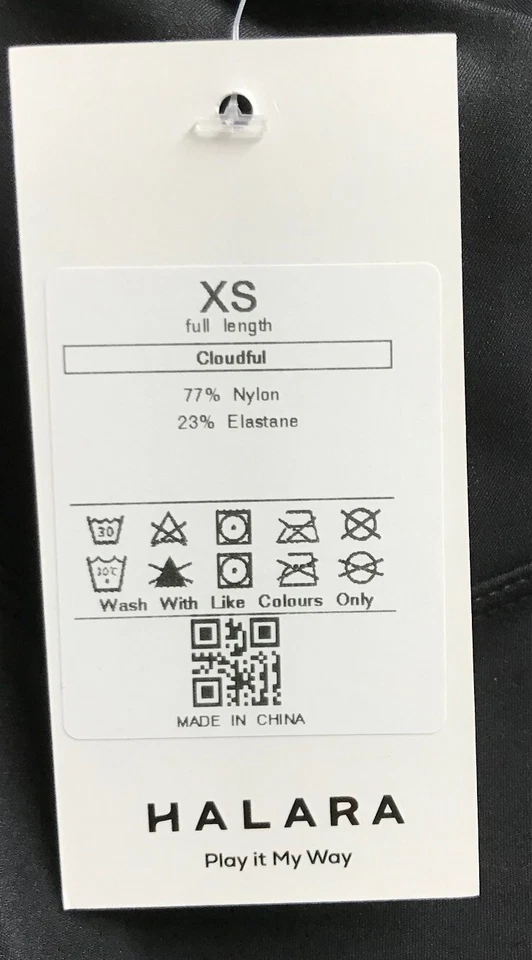 XS
full length
Cloudful
77% Nylon
23% Elastane
30
30℃
Wash With Like Colours Only
MADE IN CHINA
HALARA
Play it My Way